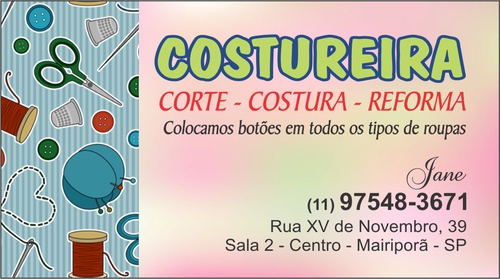 COSTUREIRA
CORTE - COSTURA - REFORMA
Colocamos botões em todos os tipos de roupas
Jane
(11) 97548-3671
Rua XV de Novembro, 39
Sala 2 - Centro - Mairiporã - SP